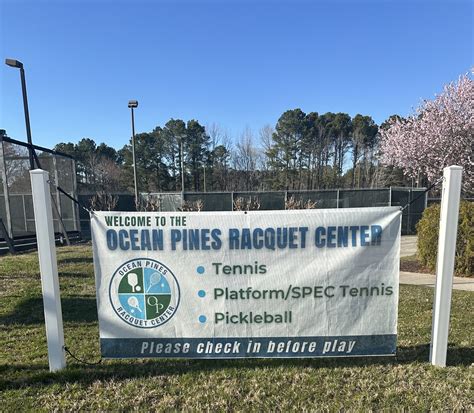 WELCOME TO THE
OCEAN PINES RACQUET CENTER
OCEAN PINES
OP
RACQUET CENTER
Tennis
Platform/SPEC Tennis
Pickleball
Please check in before play